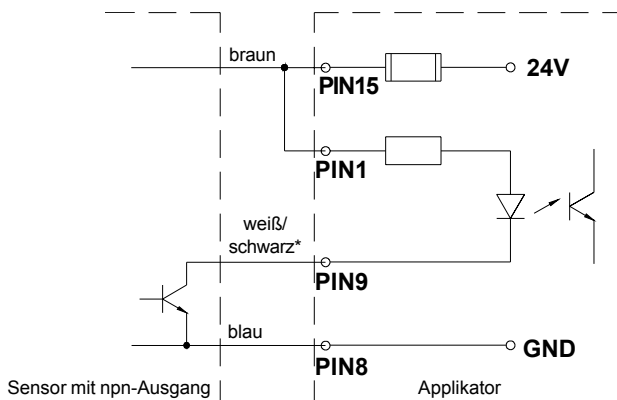 braun
PIN15
24V
PIN1
weiß/
schwarz*
PIN9
blau
PIN8
GND
Sensor mit npn-Ausgang
Applikator